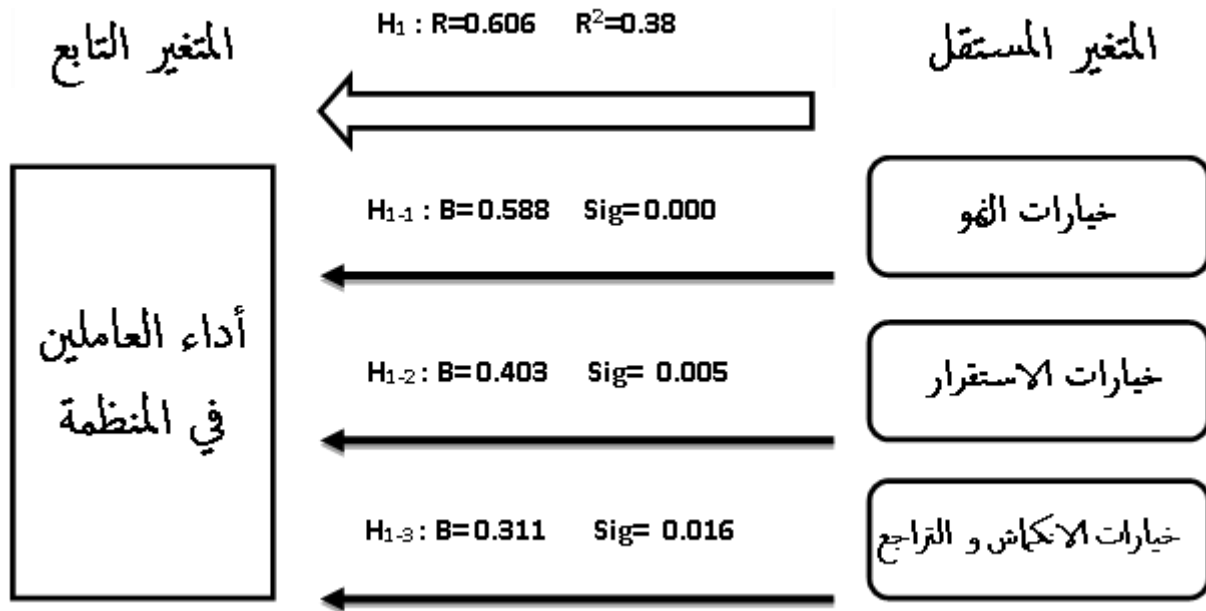 المتغير المستقل
H₁ : R=0.606 R²=0.38
المتغير التابع
خيارات النمو
H₁₋₁ : B=0.588 Sig=0.000
خيارات الاستقرار
H₁₋₂ : B=0.403 Sig= 0.005
خيارات الانكماش و التراجع
H₁₋₃ : B=0.311 Sig= 0.016
أداء العاملين
في المنظمة